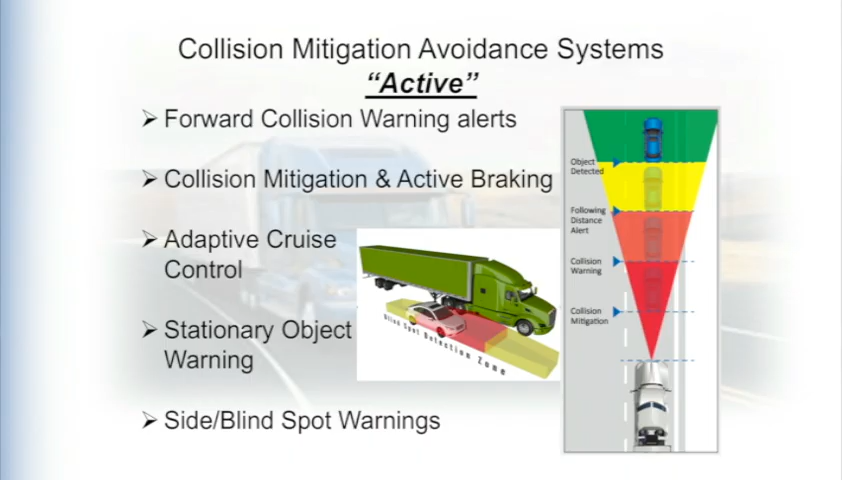 Collision Mitigation Avoidance Systems
“Active”
➢ Forward Collision Warning alerts
➢ Collision Mitigation & Active Braking
➢ Adaptive Cruise
Control
➢ Stationary Object
Warning
➢ Side/Blind Spot Warnings
Blind Spot Detection Zone
Object
Detected
Following
Distance
Alert
Collision
Warning
Collision
Mitigation